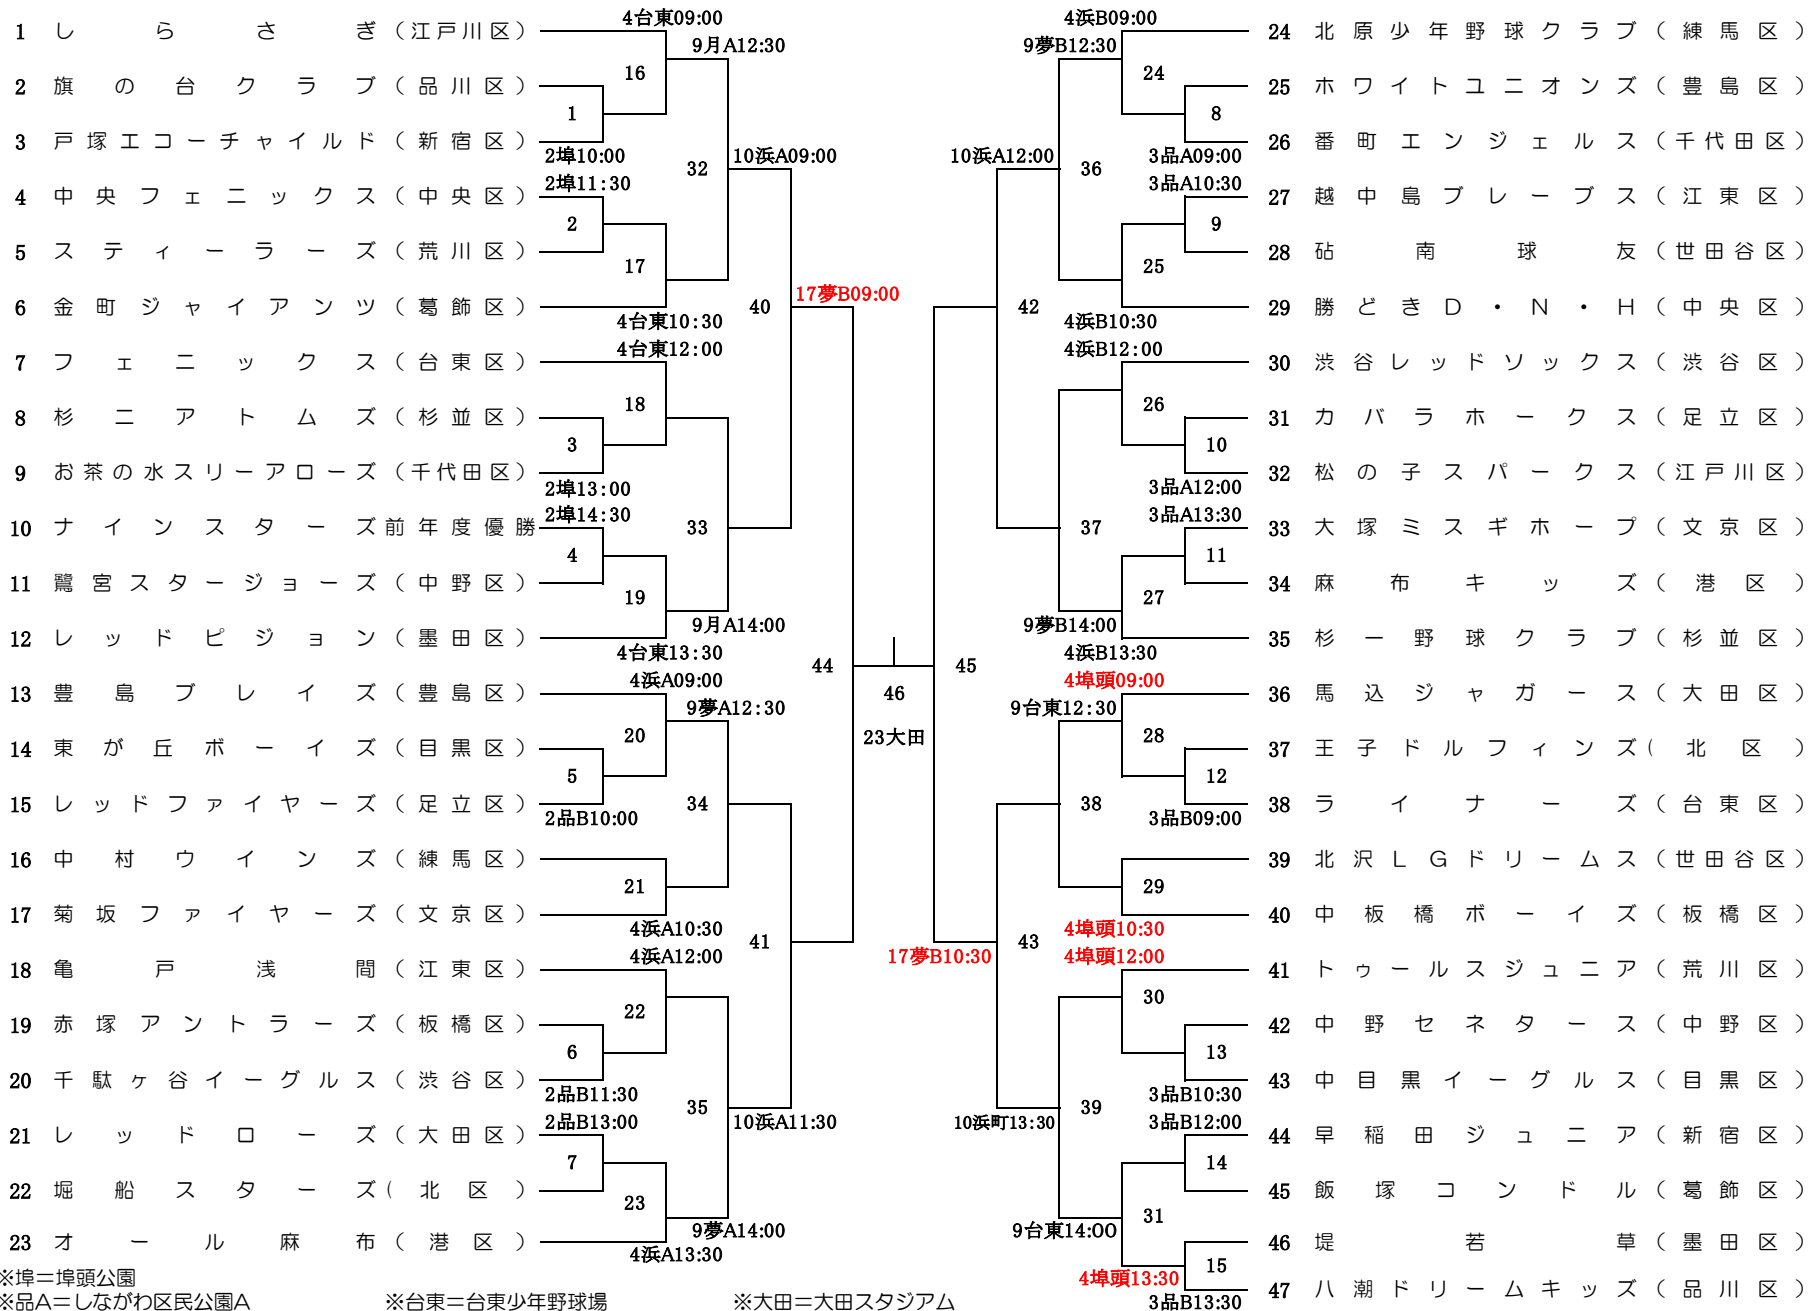 4台東09:00 4浜B09:00
1 しらさぎ（江戸川区） 24 北原少年野球クラブ（練馬区）
9月A12:30 9夢B12:30
16 24
2 旗の台クラブ（品川区） 25 ホワイトユニオンズ（豊島区）
1 8
3 戸塚エコーチャイルド（新宿区） 26 番町エンジェルス（千代田区）
2埠10:00 10浜A09:00 10浜A12:00 3品A09:00
32 36
2埠11:30 3品A10:30
4 中央フェニックス（中央区） 27 越中島ブレーブス（江東区）
2 9
5 スティーラーズ（荒川区） 28 砧南球友（世田谷区）
17 25
17夢B09:00
6 金町ジャイアンツ（葛飾区） 40 42 29 勝どきD・N・H（中央区）
4台東10:30 4浜B10:30
4台東12:00 4浜B12:00
7 フェニックス（台東区） 30 渋谷レッドソックス（渋谷区）
18 26
8 杉ニアトムズ（杉並区） 31 カバラホークス（足立区）
3 10
9 お茶の水スリーアローズ（千代田区） 32 松の子スパークス（江戸川区）
2埠13:00 3品A12:00
2埠14:30 3品A13:30
10 ナインスターズ前年度優勝 33 37 33 大塚ミスギホープ（文京区）
4 11
11 鷺宮スタージョーズ（中野区） 34 麻布キッズ（港区）
19 27
9月A14:00 9夢B14:00
12 レッドピジョン（墨田区） 35 杉一野球クラブ（杉並区）
4台東13:30 4浜B13:30
44 45
4浜A09:00 4埠頭09:00
13 豊島ブレイズ（豊島区） 46 36 馬込ジャガース（大田区）
9夢A12:30 9台東12:30
20 23大田 28
14 東が丘ボーイズ（目黒区） 37 王子ドルフィンズ（北区）
5 12
15 レッドファイヤーズ（足立区） 34 38 38 ライナーズ（台東区）
2品B10:00 3品B09:00
16 中村ウインズ（練馬区） 39 北沢LGドリームス（世田谷区）
21 29
17 菊坂ファイヤーズ（文京区） 40 中板橋ボーイズ（板橋区）
4浜A10:30 4埠頭10:30
41 43
4浜A12:00 17夢B10:30 4埠頭12:00
18 亀戸浅間（江東区） 41 トゥールスジュニア（荒川区）
22 30
19 赤塚アントラーズ（板橋区） 42 中野セネタース（中野区）
6 13
20 千駄ヶ谷イーグルス（渋谷区） 43 中目黒イーグルス（目黒区）
2品B11:30 3品B10:30
35 39
2品B13:00 10浜A11:30 10浜町13:30 3品B12:00
21 レッドローズ（大田区） 44 早稲田ジュニア（新宿区）
7 14
22 堀船スターズ（北区） 45 飯塚コンドル（葛飾区）
23 31
9夢A14:00 9台東14:00
23 オール麻布（港区） 46 堤若草（墨田区）
4浜A13:30 15
※埠＝埠頭公園 4埠頭13:30 47 八潮ドリームキッズ（品川区）
※品A＝しながわ区民公園A ※台東＝台東少年野球場 ※大田＝大田スタジアム 3品B13:30